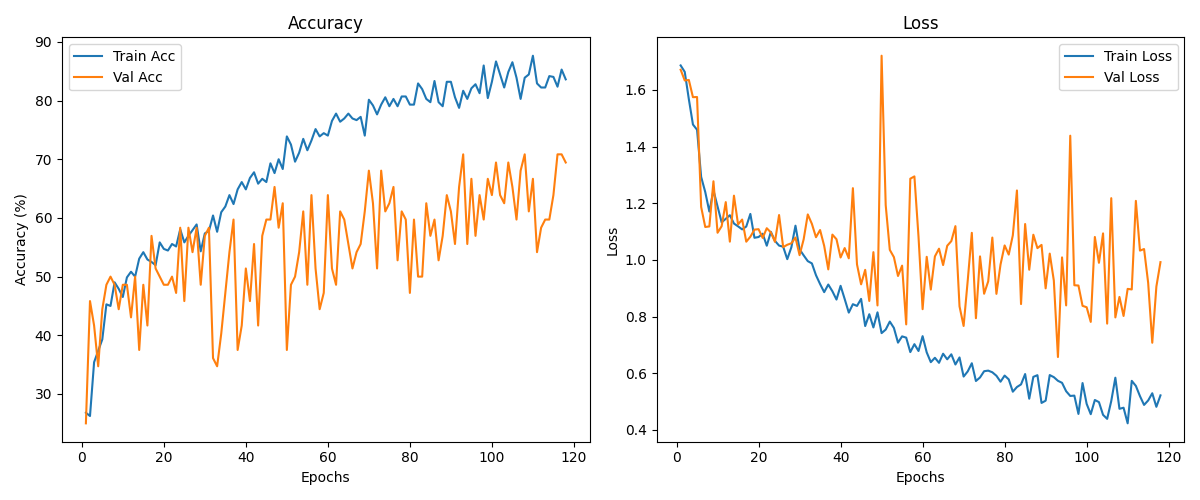 Accuracy
Train Acc
Val Acc
Accuracy (%)
90
80
70
60
50
40
30
0 20 40 60 80 100 120
Epochs
Loss
Train Loss
Val Loss
Loss
1.6
1.4
1.2
1.0
0.8
0.6
0.4
0 20 40 60 80 100 120
Epochs